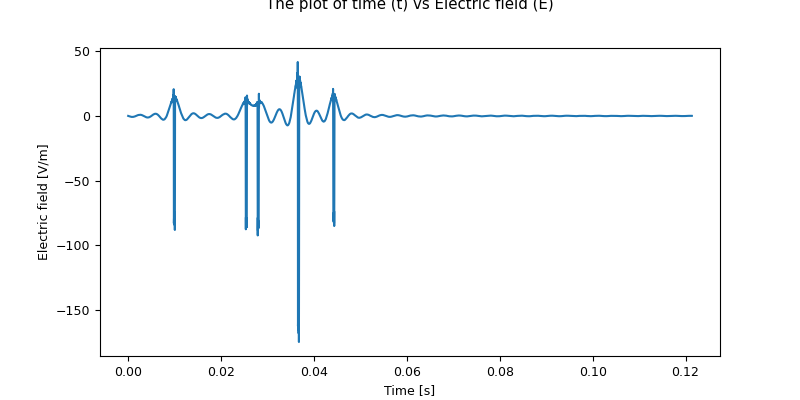 The plot of time (t) vs Electric field (E)
50
0
−50
−100
−150
Electric field [V/m]
0.00 0.02 0.04 0.06 0.08 0.10 0.12
Time [s]